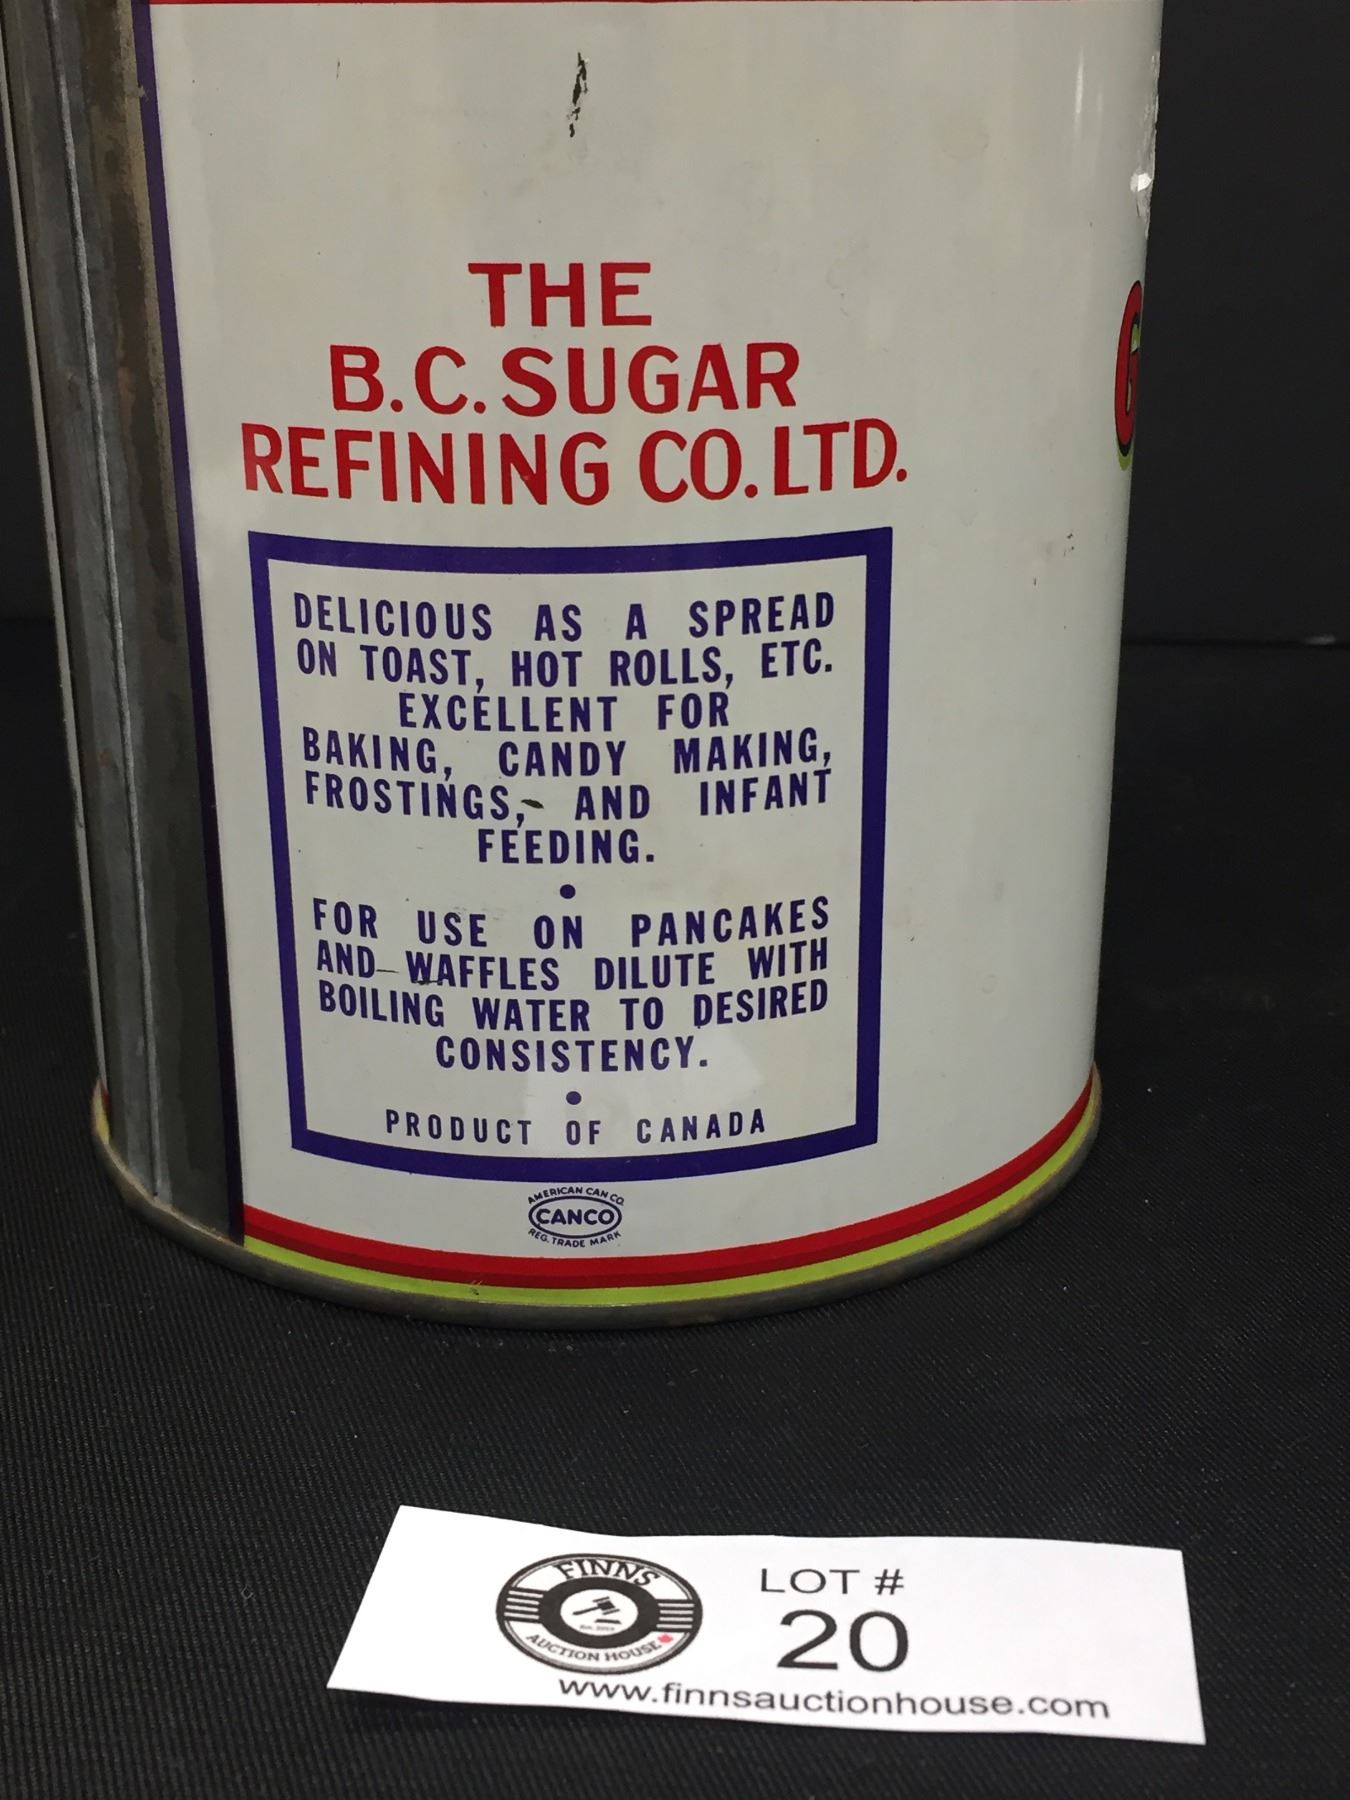 THE
B.C. SUGAR
REFINING CO. LTD.
G
DELICIOUS AS A SPREAD
ON TOAST, HOT ROLLS, ETC.
EXCELLENT FOR
BAKING, CANDY MAKING,
FROSTINGS, AND INFANT
FEEDING.
•
FOR USE ON PANCAKES
AND WAFFLES DILUTE WITH
BOILING WATER TO DESIRED
CONSISTENCY.
•
PRODUCT OF CANADA
AMERICAN CAN CO.
CANCO
REG. TRADE MARK
FINNS
AUCTION HOUSE
LOT #
20
www.finnsauctionhouse.com